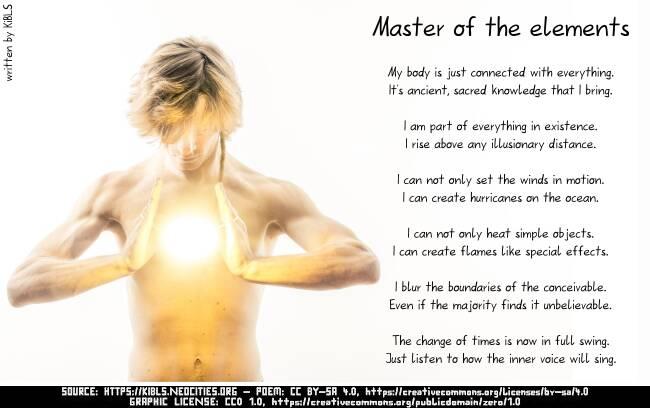 written by KiBLS
Master of the elements
My body is just connected with everything.
It's ancient, sacred knowledge that I bring.
I am part of everything in existence.
I rise above any illusionary distance.
I can not only set the winds in motion.
I can create hurricanes on the ocean.
I can not only heat simple objects.
I can create flames like special effects.
I blur the boundaries of the conceivable.
Even if the majority finds it unbelievable.
The change of times is now in full swing.
Just listen to how the inner voice will sing.
SOURCE: HTTPS://KIBLS.NEOCITIES.ORG - POEM: CC BY-SA 4.0, https://creativecommons.org/licenses/by-sa/4.0
GRAPHIC LICENSE: CC0 1.0, https://creativecommons.org/publicdomain/zero/1.0